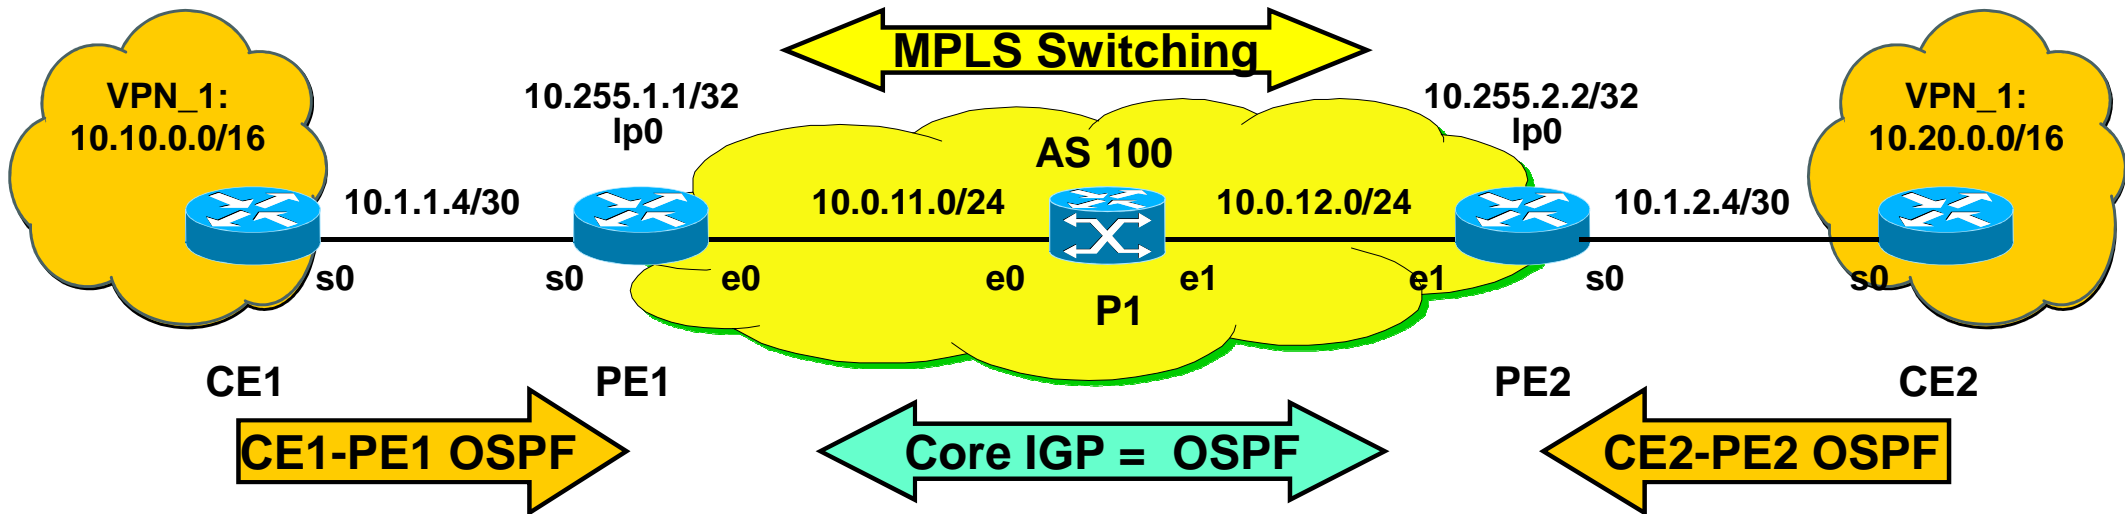 MPLS Switching
VPN_1:
10.10.0.0/16
10.255.1.1/32
lp0
10.255.2.2/32
lp0
VPN_1:
10.20.0.0/16
AS 100
10.1.1.4/30
10.0.11.0/24
10.0.12.0/24
10.1.2.4/30
s0
s0
e0
e0
e1
e1
s0
s0
P1
CE1
PE1
PE2
CE2
CE1-PE1 OSPF
Core IGP = OSPF
CE2-PE2 OSPF